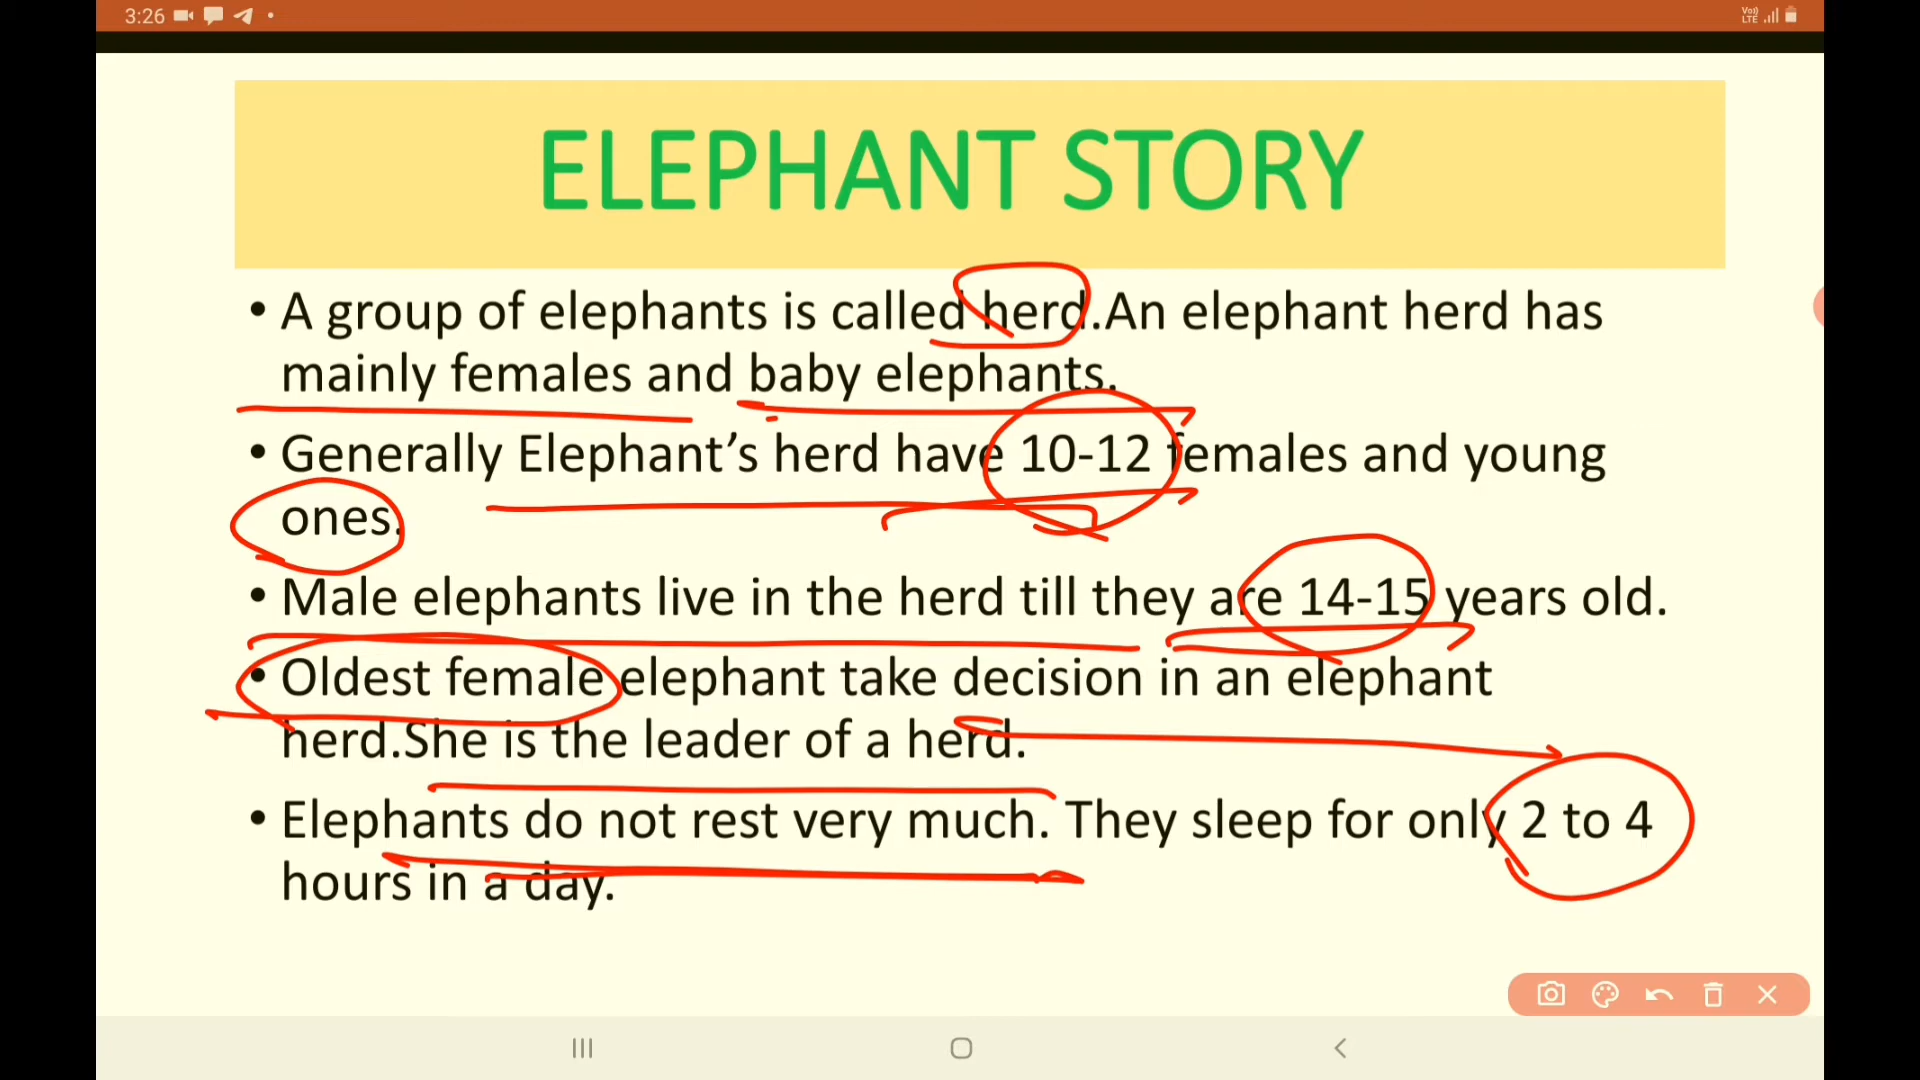 3:26
Vo)) LTE
ELEPHANT STORY
• A group of elephants is called herd.An elephant herd has
mainly females and baby elephants.
• Generally Elephant’s herd have 10-12 females and young
ones.
• Male elephants live in the herd till they are 14-15 years old.
• Oldest female elephant take decision in an elephant
herd.She is the leader of a herd.
• Elephants do not rest very much. They sleep for only 2 to 4
hours in a day.